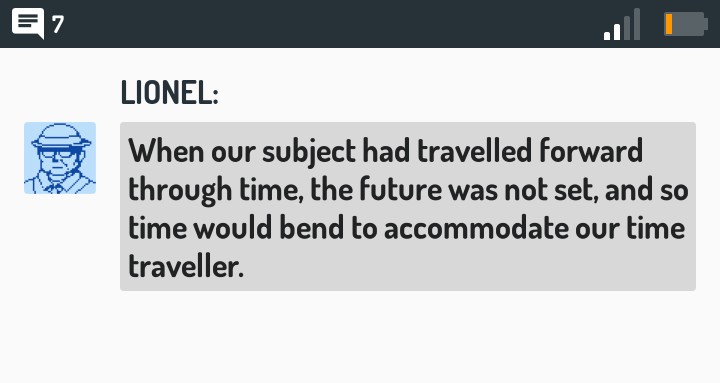 7
LIONEL:
When our subject had travelled forward
through time, the future was not set, and so
time would bend to accommodate our time
traveller.